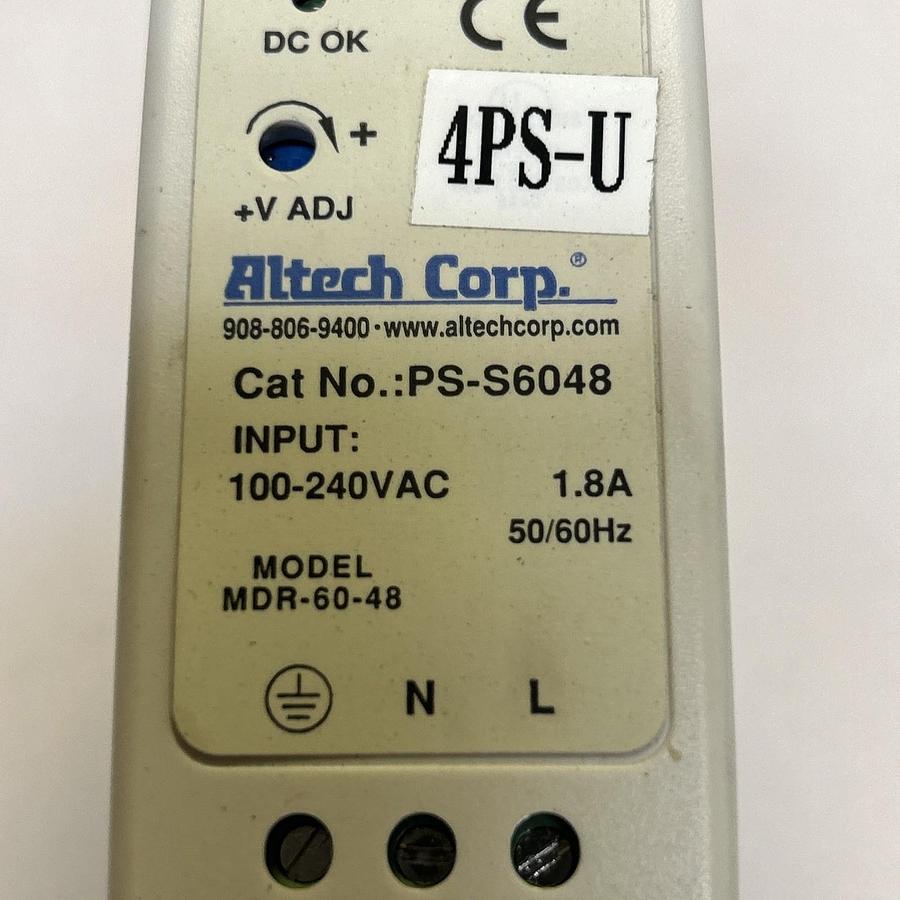 DC OK
CE
4PS-U
+
+V ADJ
Altech Corp.®
908-806-9400·www.altechcorp.com
Cat No.:PS-S6048
INPUT:
100-240VAC 1.8A
50/60Hz
MODEL
MDR-60-48
N L